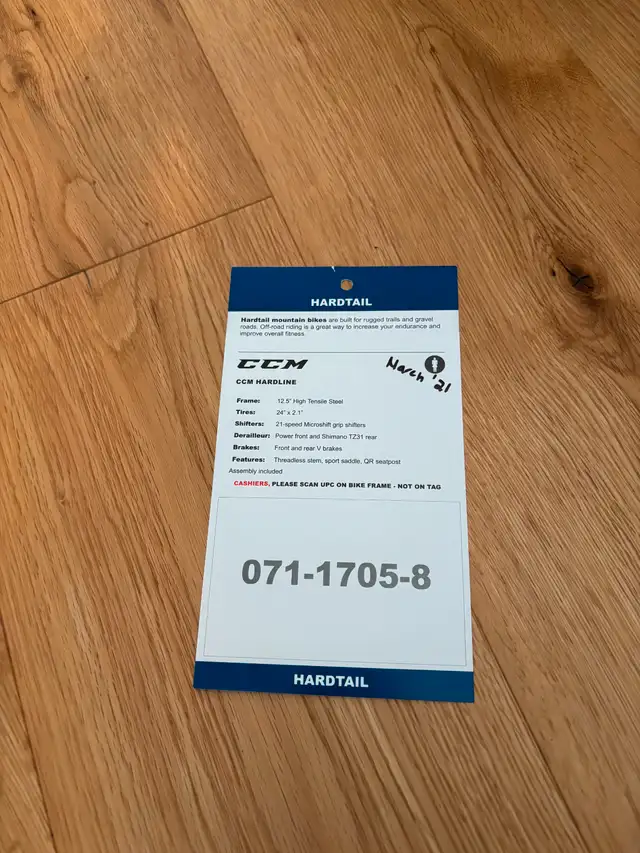 HARDTAIL
Hardtail mountain bikes are built for rugged trails and gravel
roads. Off-road riding is a great way to increase your endurance and
improve overall fitness.
CCM
March '21
CCM HARDLINE
Frame: 12.5" High Tensile Steel
Tires: 24" x 2.1"
Shifters: 21-speed Microshift grip shifters
Derailleur: Power front and Shimano TZ31 rear
Brakes: Front and rear V brakes
Features: Threadless stem, sport saddle, QR seatpost
Assembly included
CASHIERS, PLEASE SCAN UPC ON BIKE FRAME - NOT ON TAG
071-1705-8
HARDTAIL